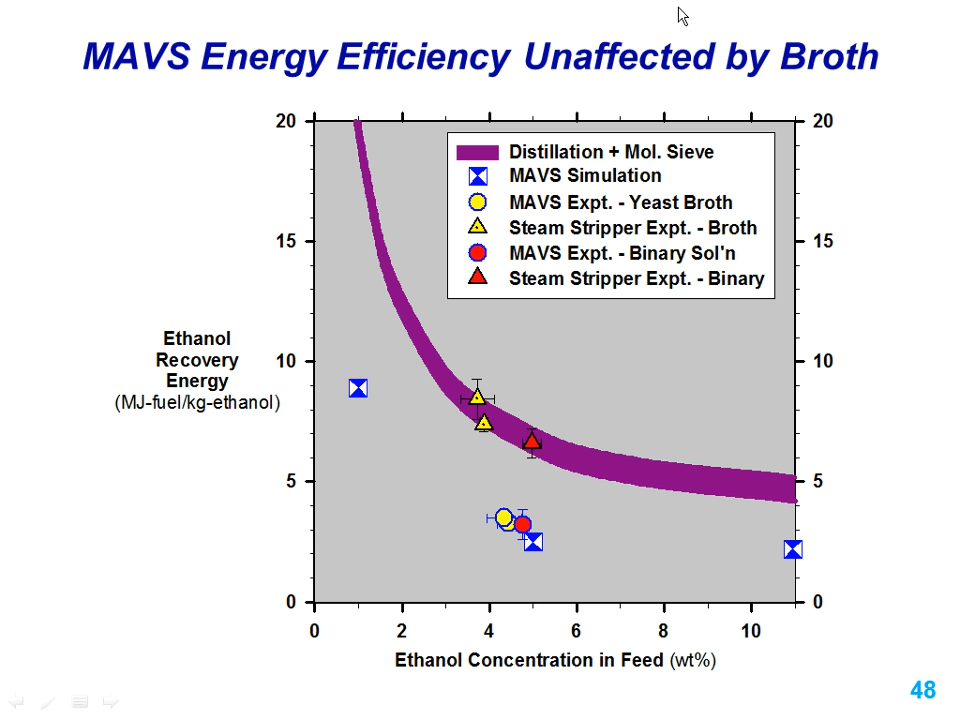 MAVS Energy Efficiency Unaffected by Broth
20
15
10
5
0
20
15
10
5
0
Distillation + Mol. Sieve
MAVS Simulation
MAVS Expt. - Yeast Broth
Steam Stripper Expt. - Broth
MAVS Expt. - Binary Sol'n
Steam Stripper Expt. - Binary
Ethanol
Recovery
Energy
(MJ-fuel/kg-ethanol)
0 2 4 6 8 10
Ethanol Concentration in Feed (wt%)
48